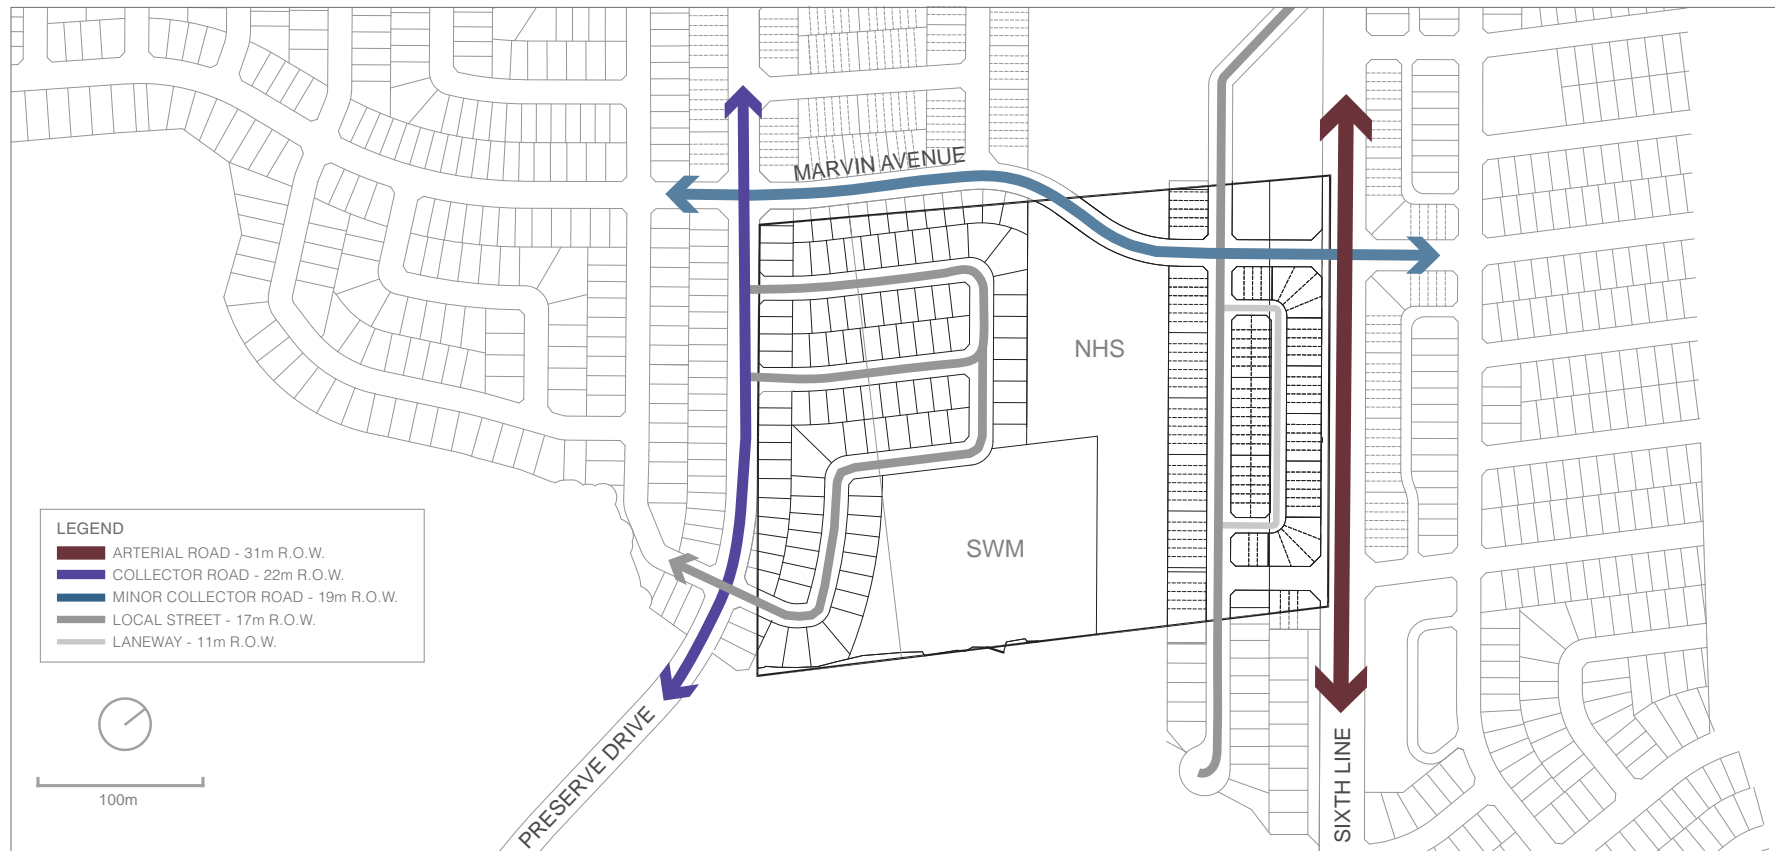 MARVIN AVENUE
NHS
SWM
LEGEND
ARTERIAL ROAD - 31m R.O.W.
COLLECTOR ROAD - 22m R.O.W.
MINOR COLLECTOR ROAD - 19m R.O.W.
LOCAL STREET - 17m R.O.W.
LANEWAY - 11m R.O.W.
100m
PRESERVE DRIVE
SIXTH LINE